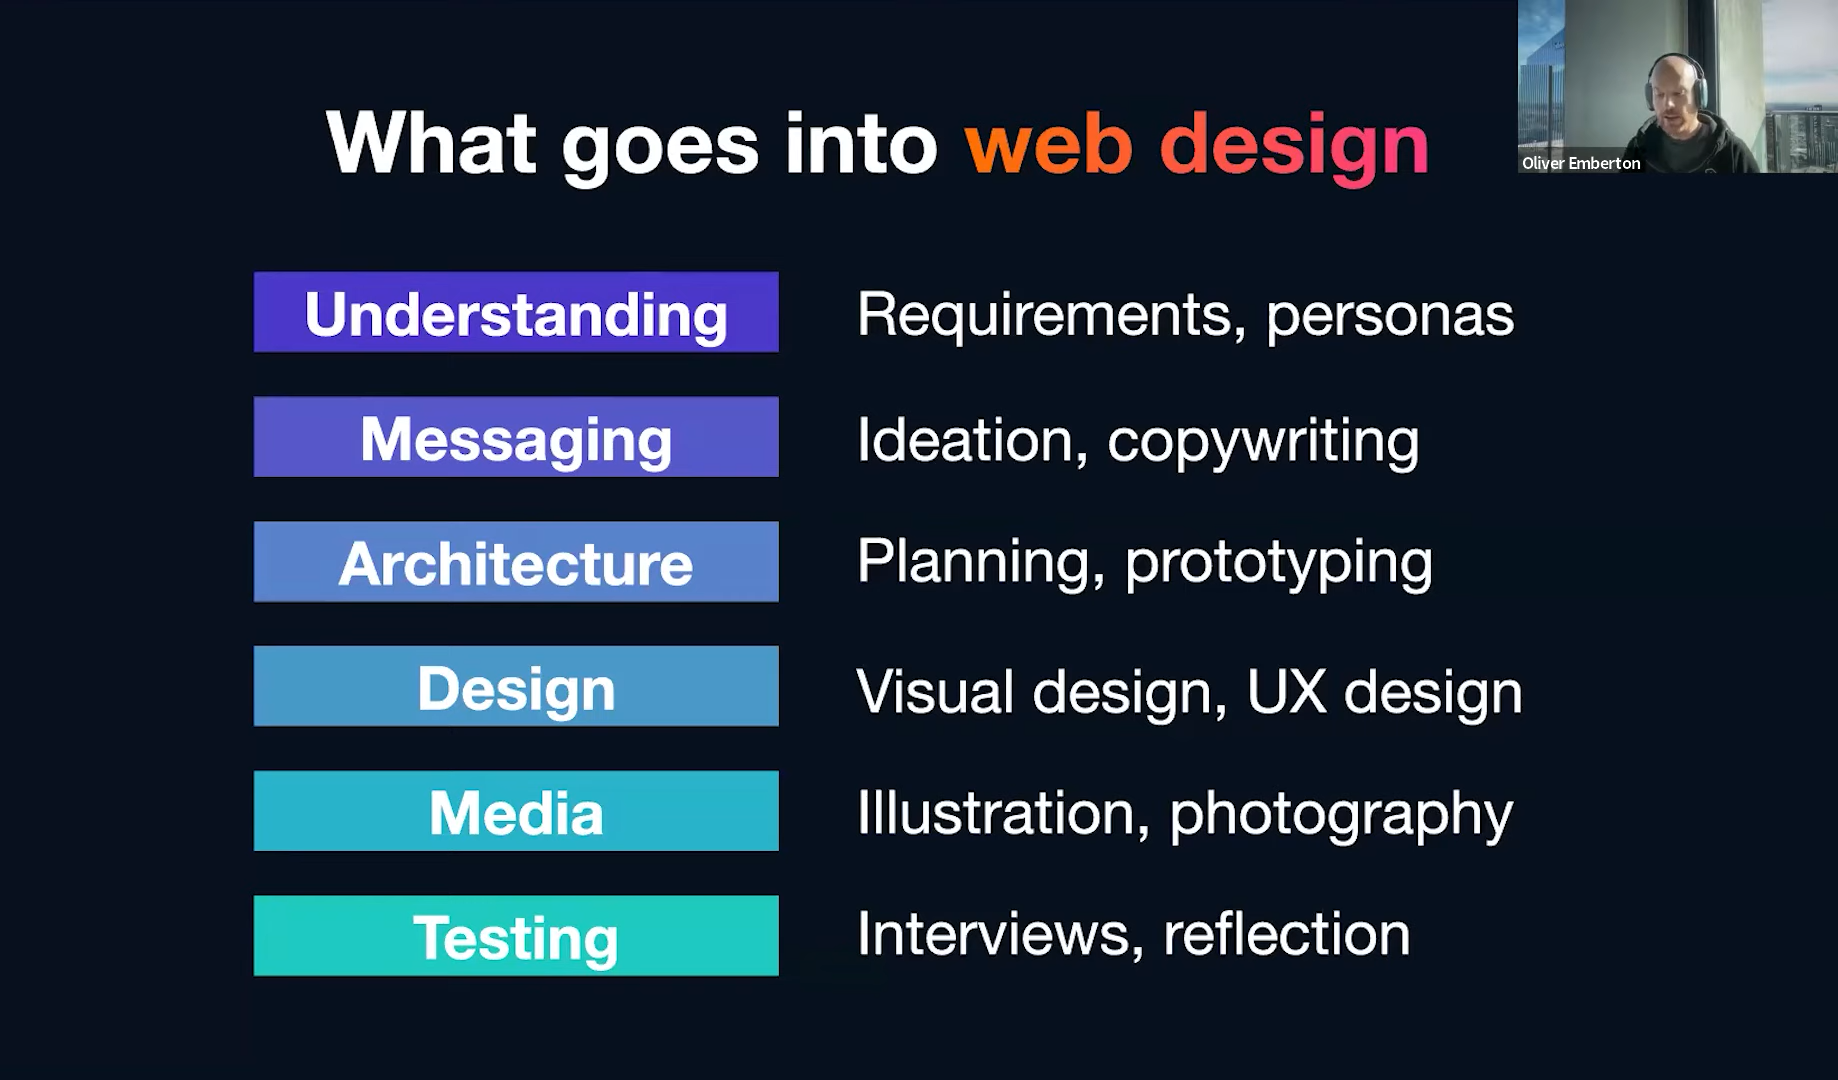 What goes into web design
Oliver Emberton
Understanding
Requirements, personas
Messaging
Ideation, copywriting
Architecture
Planning, prototyping
Design
Visual design, UX design
Media
Illustration, photography
Testing
Interviews, reflection